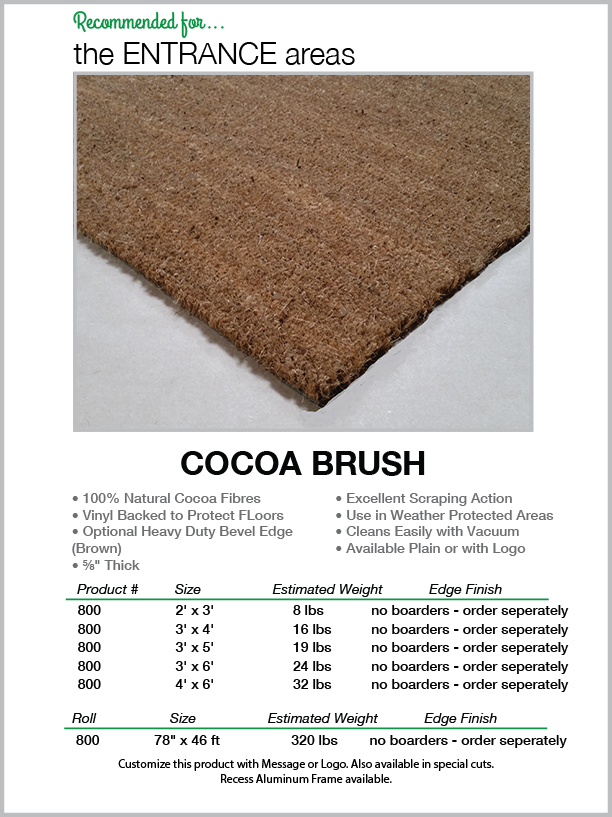 Recommended for...
the ENTRANCE areas
COCOA BRUSH
• 100% Natural Cocoa Fibres
• Vinyl Backed to Protect FLoors
• Optional Heavy Duty Bevel Edge
(Brown)
• ⅝" Thick
• Excellent Scraping Action
• Use in Weather Protected Areas
• Cleans Easily with Vacuum
• Available Plain or with Logo
Product # Size Estimated Weight Edge Finish
800 2' x 3' 8 lbs no boarders - order seperately
800 3' x 4' 16 lbs no boarders - order seperately
800 3' x 5' 19 lbs no boarders - order seperately
800 3' x 6' 24 lbs no boarders - order seperately
800 4' x 6' 32 lbs no boarders - order seperately
Roll Size Estimated Weight Edge Finish
800 78" x 46 ft 320 lbs no boarders - order seperately
Customize this product with Message or Logo. Also available in special cuts.
Recess Aluminum Frame available.